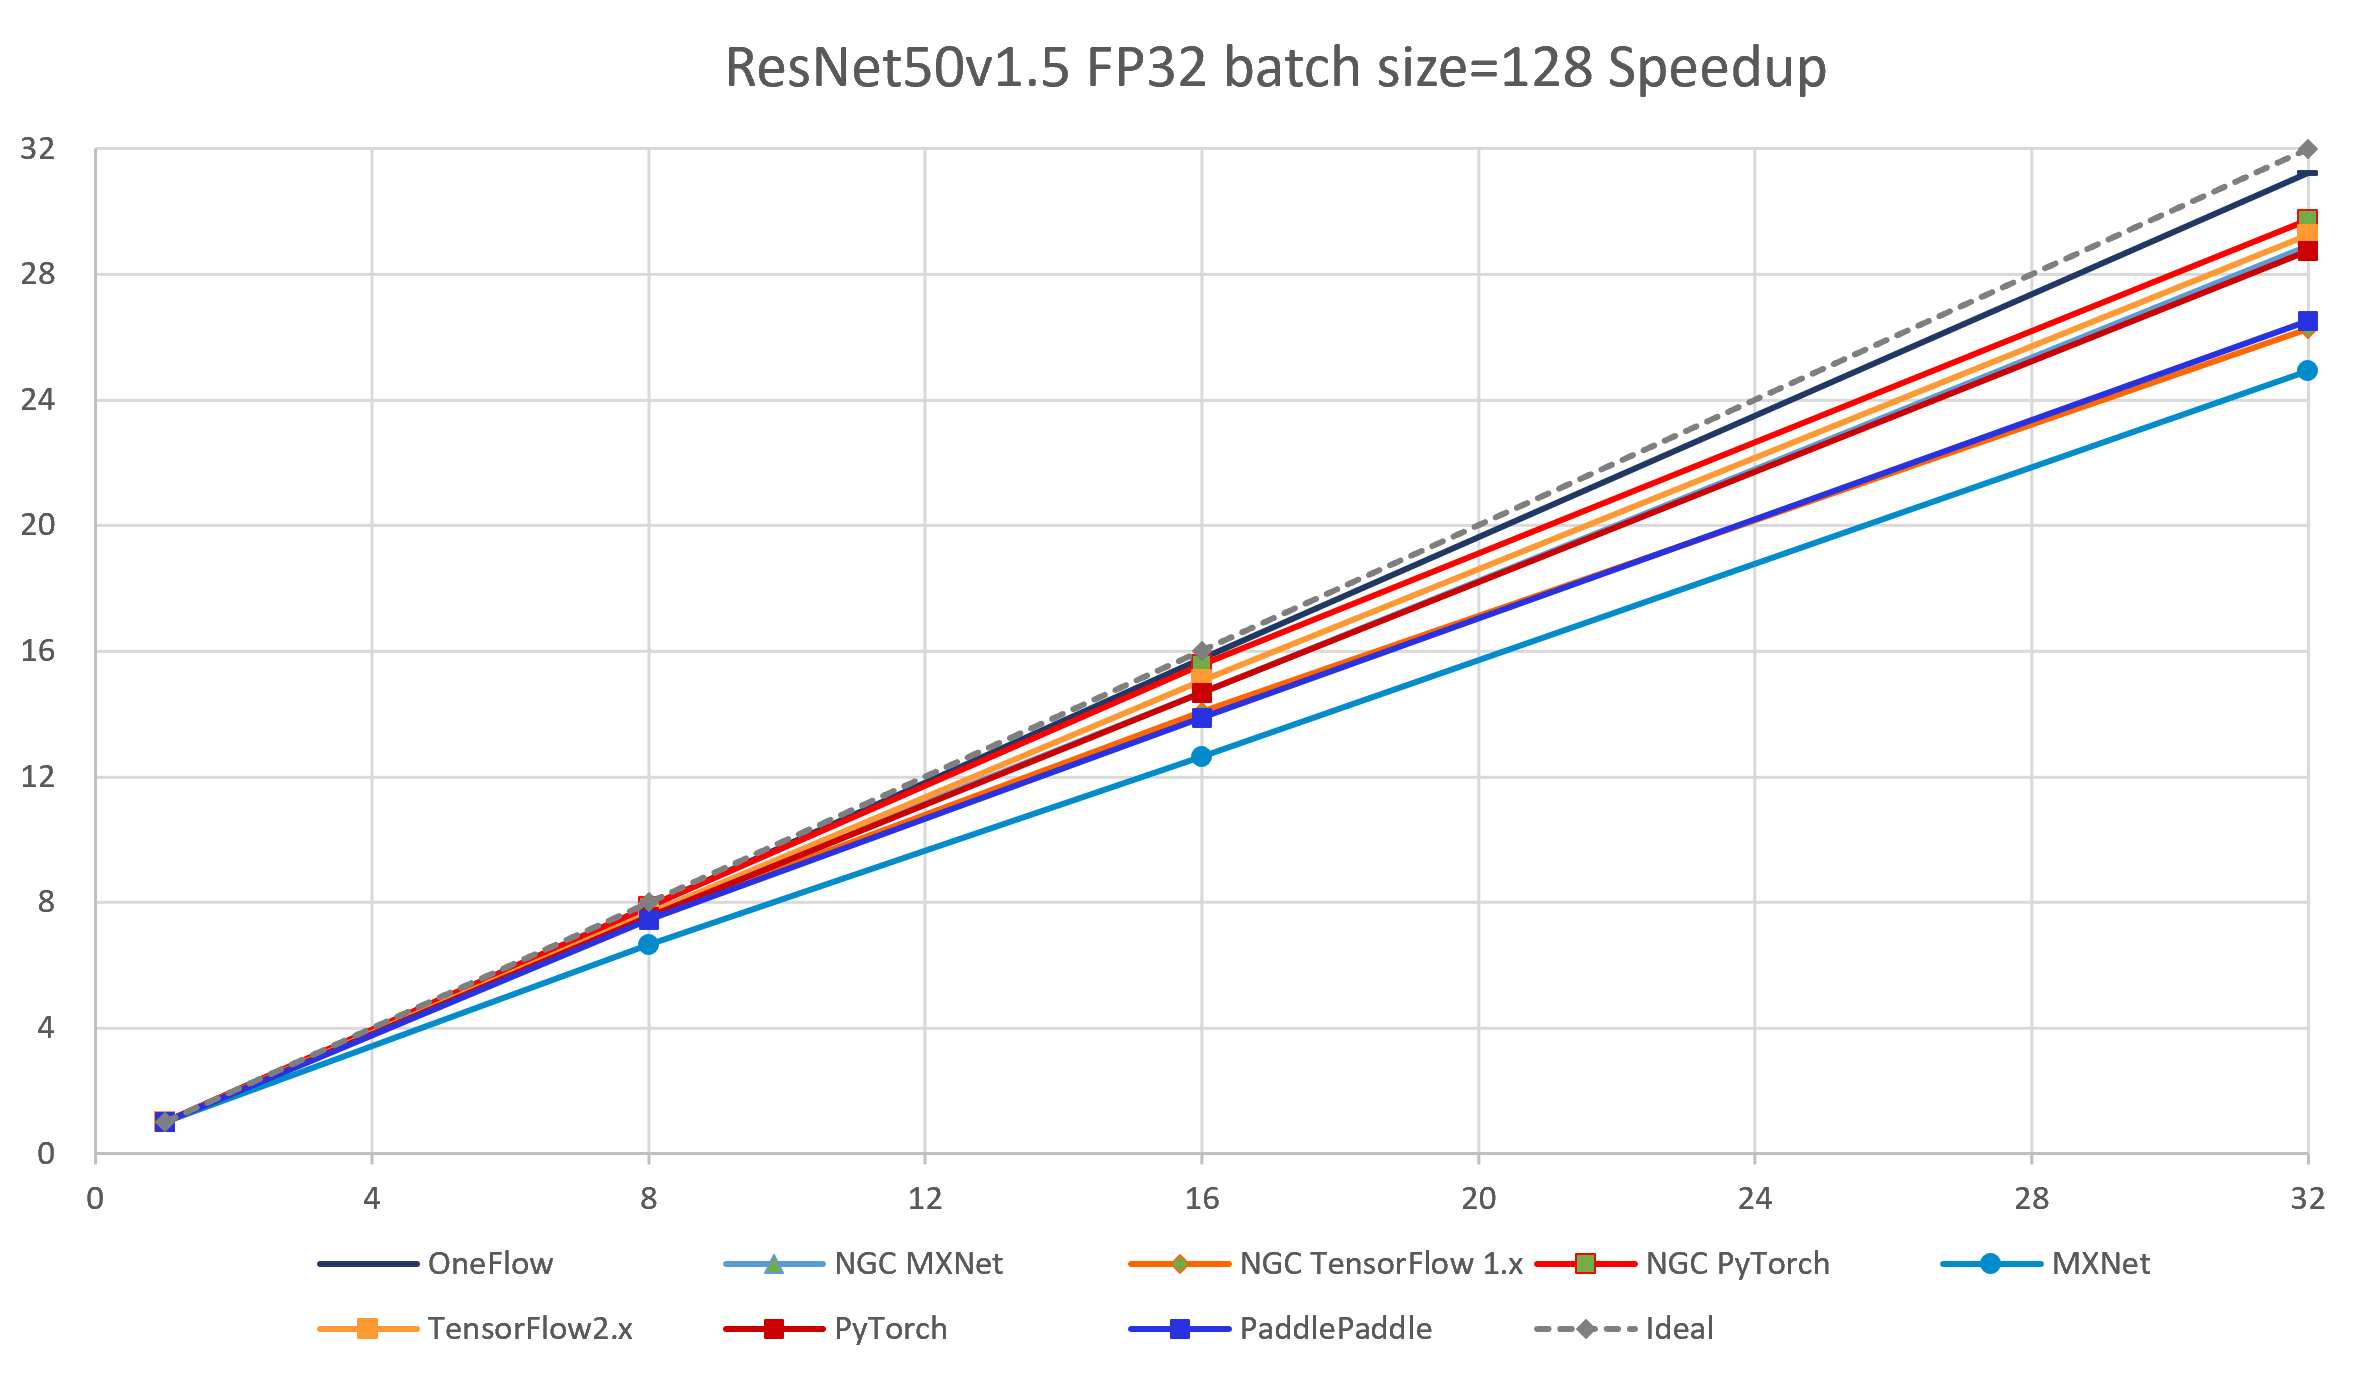 ResNet50v1.5 FP32 batch size=128 Speedup
32
28
24
20
16
12
8
4
0
0 4 8 12 16 20 24 28 32
OneFlow NGC MXNet NGC TensorFlow 1.x NGC PyTorch MXNet
TensorFlow2.x PyTorch PaddlePaddle Ideal